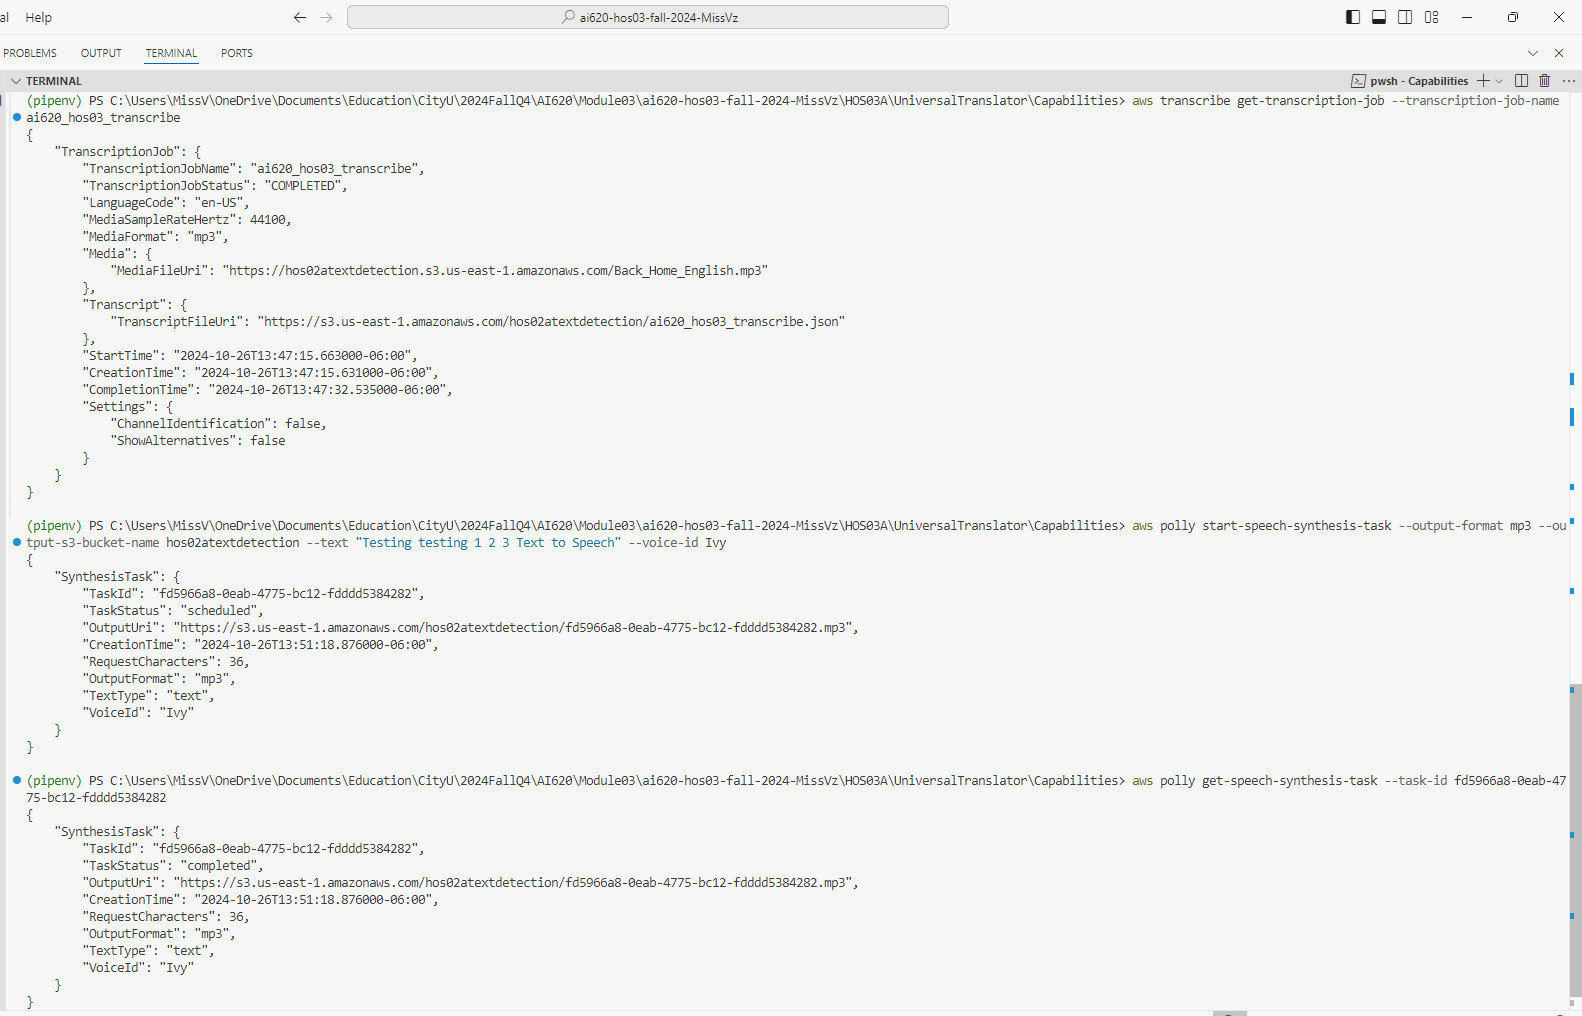 al Help
ai620-hos03-fall-2024-MissVz
PROBLEMS OUTPUT TERMINAL PORTS
TERMINAL
pwsh - Capabilities
(pipenv) PS C:\Users\MissV\OneDrive\Documents\Education\CityU\2024FallQ4\AI620\Module03\ai620-hos03-fall-2024-MissVz\HOS03A\UniversalTranslator\Capabilities> aws transcribe get-transcription-job --transcription-job-name
ai620_hos03_transcribe
{
    "TranscriptionJob": {
        "TranscriptionJobName": "ai620_hos03_transcribe",
        "TranscriptionJobStatus": "COMPLETED",
        "LanguageCode": "en-US",
        "MediaSampleRateHertz": 44100,
        "MediaFormat": "mp3",
        "Media": {
            "MediaFileUri": "https://hos02atextdetection.s3.us-east-1.amazonaws.com/Back_Home_English.mp3"
        },
        "Transcript": {
            "TranscriptFileUri": "https://s3.us-east-1.amazonaws.com/hos02atextdetection/ai620_hos03_transcribe.json"
        },
        "StartTime": "2024-10-26T13:47:15.663000-06:00",
        "CreationTime": "2024-10-26T13:47:15.631000-06:00",
        "CompletionTime": "2024-10-26T13:47:32.535000-06:00",
        "Settings": {
            "ChannelIdentification": false,
            "ShowAlternatives": false
        }
    }
}
(pipenv) PS C:\Users\MissV\OneDrive\Documents\Education\CityU\2024FallQ4\AI620\Module03\ai620-hos03-fall-2024-MissVz\HOS03A\UniversalTranslator\Capabilities> aws polly start-speech-synthesis-task --output-format mp3 --ou
tput-s3-bucket-name hos02atextdetection --text "Testing testing 1 2 3 Text to Speech" --voice-id Ivy
{
    "SynthesisTask": {
        "TaskId": "fd5966a8-0eab-4775-bc12-fddd5384282",
        "TaskStatus": "scheduled",
        "OutputUri": "https://s3.us-east-1.amazonaws.com/hos02atextdetection/fd5966a8-0eab-4775-bc12-fddd5384282.mp3",
        "CreationTime": "2024-10-26T13:51:18.876000-06:00",
        "RequestCharacters": 36,
        "OutputFormat": "mp3",
        "TextType": "text",
        "VoiceId": "Ivy"
    }
}
(pipenv) PS C:\Users\MissV\OneDrive\Documents\Education\CityU\2024FallQ4\AI620\Module03\ai620-hos03-fall-2024-MissVz\HOS03A\UniversalTranslator\Capabilities> aws polly get-speech-synthesis-task --task-id fd5966a8-0eab-47
75-bc12-fddd5384282
{
    "SynthesisTask": {
        "TaskId": "fd5966a8-0eab-4775-bc12-fddd5384282",
        "TaskStatus": "completed",
        "OutputUri": "https://s3.us-east-1.amazonaws.com/hos02atextdetection/fd5966a8-0eab-4775-bc12-fddd5384282.mp3",
        "CreationTime": "2024-10-26T13:51:18.876000-06:00",
        "RequestCharacters": 36,
        "OutputFormat": "mp3",
        "TextType": "text",
        "VoiceId": "Ivy"
    }
}